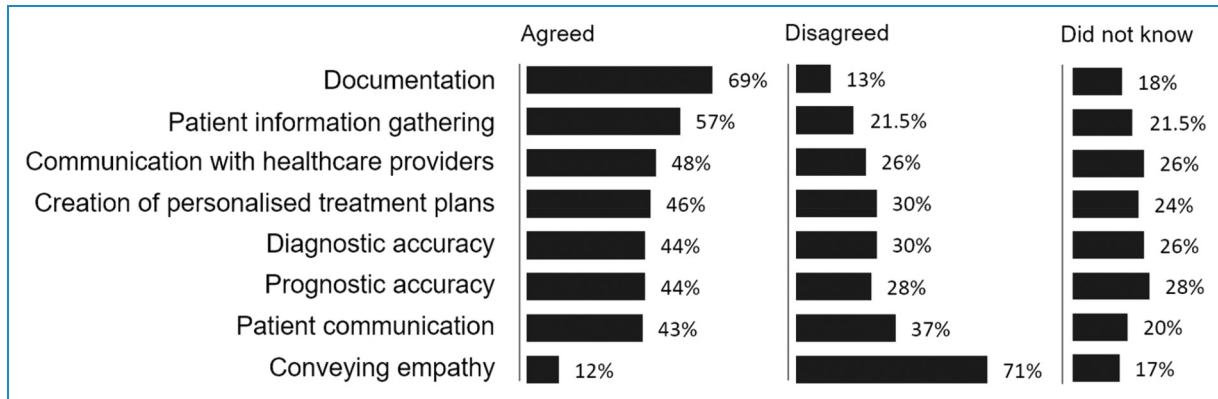 Agreed Disagreed Did not know
Documentation 69% 13% 18%
Patient information gathering 57% 21.5% 21.5%
Communication with healthcare providers 48% 26% 26%
Creation of personalised treatment plans 46% 30% 24%
Diagnostic accuracy 44% 30% 26%
Prognostic accuracy 44% 28% 28%
Patient communication 43% 37% 20%
Conveying empathy 12% 71% 17%